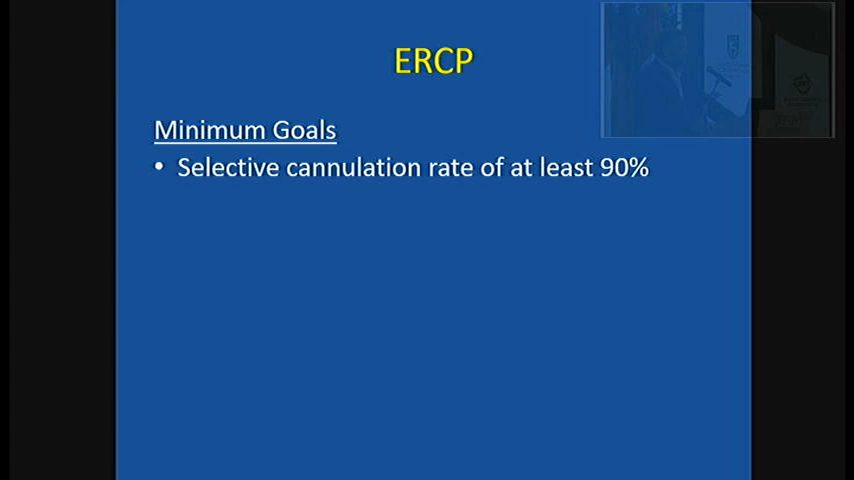 ERCP
Minimum Goals
• Selective cannulation rate of at least 90%